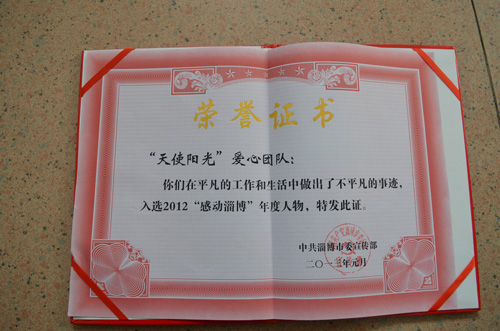 荣誉证书
“天使阳光”爱心团队：
你们在平凡的工作和生活中做出了不平凡的事迹，
入选2012“感动淄博”年度人物，特发此证。
中共淄博市委宣传部
二〇一三年元月